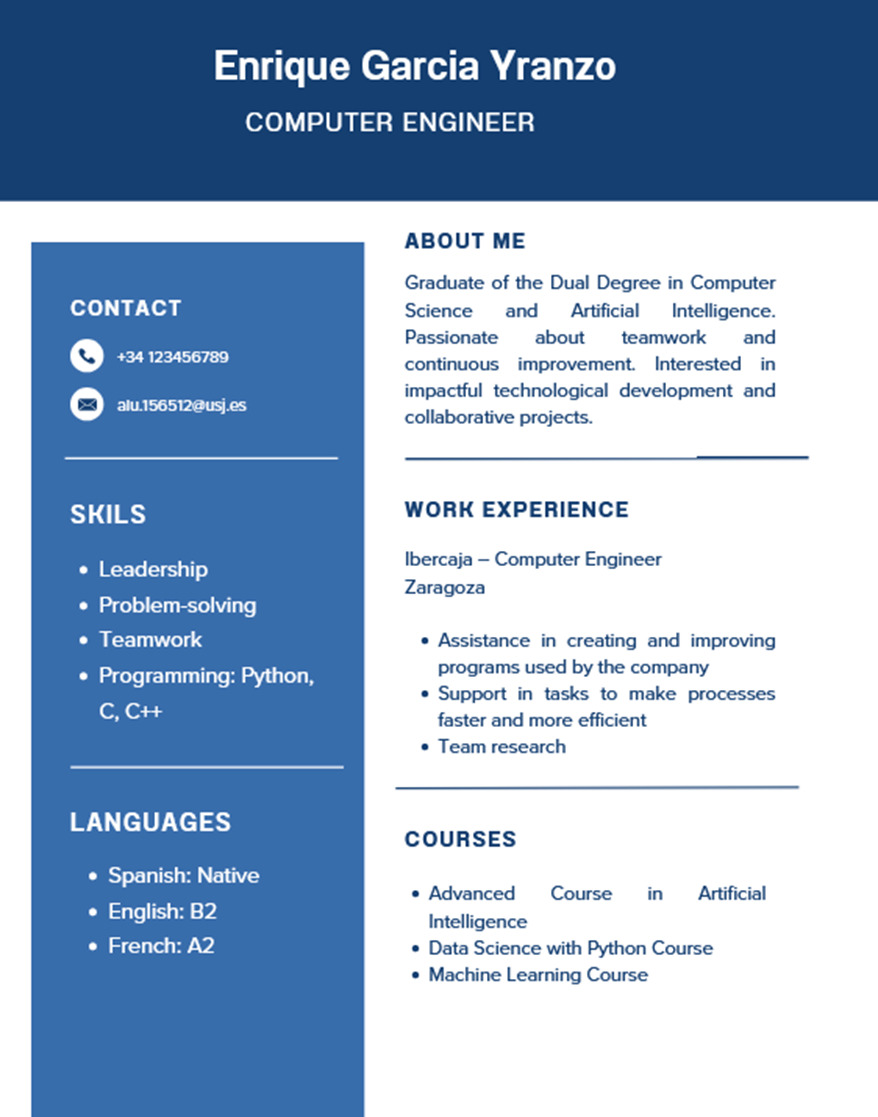 Enrique Garcia Yranzo
COMPUTER ENGINEER
CONTACT
+34 123456789
alu.156512@usj.es
SKILS
• Leadership
• Problem-solving
• Teamwork
• Programming: Python,
C, C++
LANGUAGES
• Spanish: Native
• English: B2
• French: A2
ABOUT ME
Graduate of the Dual Degree in Computer
Science and Artificial Intelligence.
Passionate about teamwork and
continuous improvement. Interested in
impactful technological development and
collaborative projects.
WORK EXPERIENCE
Ibercaja – Computer Engineer
Zaragoza
• Assistance in creating and improving
programs used by the company
• Support in tasks to make processes
faster and more efficient
• Team research
COURSES
• Advanced Course in Artificial
Intelligence
• Data Science with Python Course
• Machine Learning Course